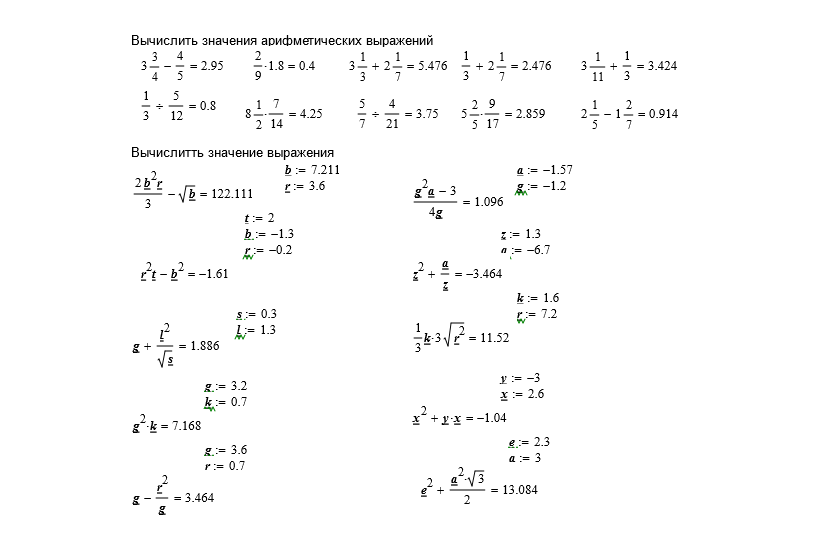 Вычислить значения арифметических выражений
3 3/4 − 4/5 = 2.95 2/9 · 1.8 = 0.4 3 1/3 + 2 1/7 = 5.476 1/3 + 2 1/7 = 2.476 3 1/11 + 1/3 = 3.424
1/3 ÷ 5/12 = 0.8 8 1/2 · 7/14 = 4.25 5/7 ÷ 4/21 = 3.75 5 2/5 · 9/17 = 2.859 2 1/5 − 1 2/7 = 0.914
Вычислитть значение выражения
b := 7.211
r := 3.6
2b²r/3 − √b = 122.111
a := −1.57
g := −1.2
(g²a − 3)/4g = 1.096
t := 2
b := −1.3
r := −0.2
r²t − b² = −1.61
z := 1.3
a := −6.7
z² + a/z = −3.464
s := 0.3
l := 1.3
g + l²/√s = 1.886
k := 1.6
r := 7.2
1/3 k·3√r² = 11.52
g := 3.2
k := 0.7
g²·k = 7.168
y := −3
x := 2.6
x² + y·x = −1.04
g := 3.6
r := 0.7
g − r²/g = 3.464
e := 2.3
a := 3
e² + a²·√3/2 = 13.084